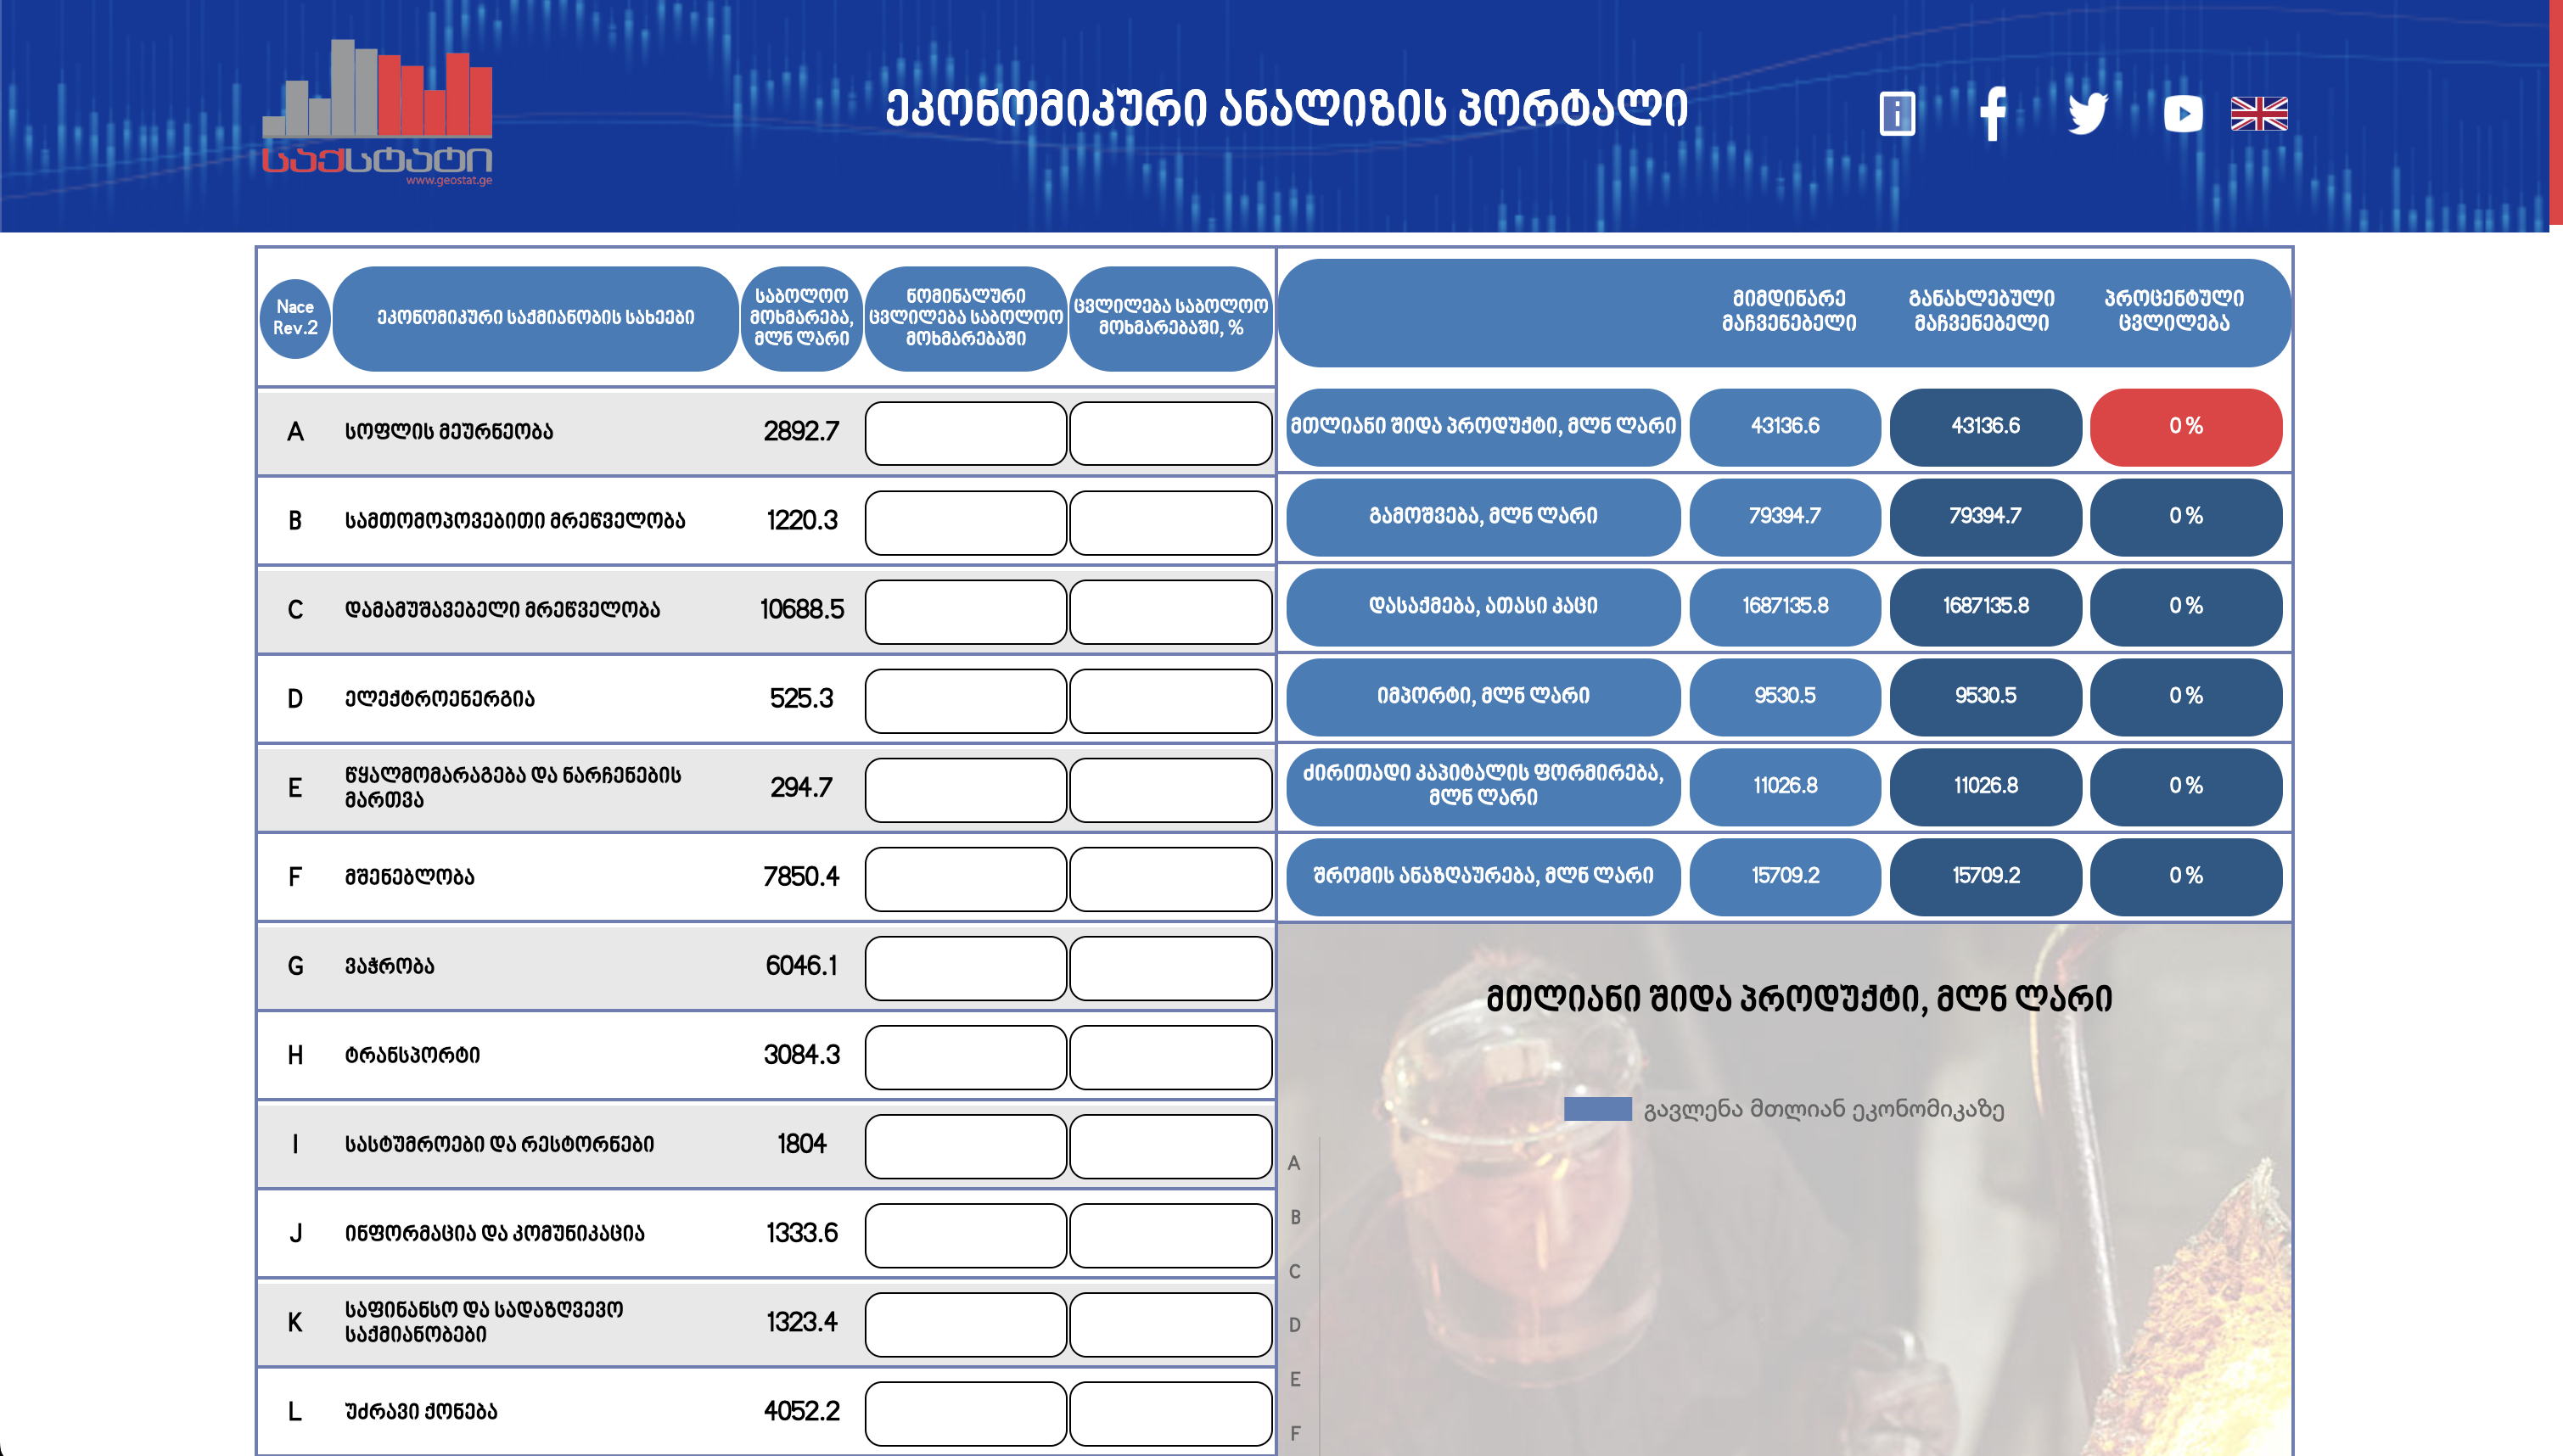 საქსტატი
www.geostat.ge
ეკონომიკური ანალიზის პორტალი
Nace
Rev.2
ეკონომიკური საქმიანობის სახეები
საბოლოო
მოხმარება,
მლნ ლარი
ნომინალური
ცვლილება საბოლოო
მოხმარებაში
ცვლილება საბოლოო
მოხმარებაში, %
A სოფლის მეურნეობა 2892.7
B სამთომოპოვებითი მრეწველობა 1220.3
C დამამუშავებელი მრეწველობა 10688.5
D ელექტროენერგია 525.3
E წყალმომარაგება და ნარჩენების
მართვა 294.7
F მშენებლობა 7850.4
G ვაჭრობა 6046.1
H ტრანსპორტი 3084.3
I სასტუმროები და რესტორნები 1804
J ინფორმაცია და კომუნიკაცია 1333.6
K საფინანსო და სადაზღვევო
საქმიანობები 1323.4
L უძრავი ქონება 4052.2
მიმდინარე
მაჩვენებელი
განახლებული
მაჩვენებელი
პროცენტული
ცვლილება
მთლიანი შიდა პროდუქტი, მლნ ლარი 43136.6 43136.6 0 %
გამოშვება, მლნ ლარი 79394.7 79394.7 0 %
დასაქმება, ათასი კაცი 1687135.8 1687135.8 0 %
იმპორტი, მლნ ლარი 9530.5 9530.5 0 %
ძირითადი კაპიტალის ფორმირება,
მლნ ლარი 11026.8 11026.8 0 %
შრომის ანაზღაურება, მლნ ლარი 15709.2 15709.2 0 %
მთლიანი შიდა პროდუქტი, მლნ ლარი
გავლენა მთლიან ეკონომიკაზე
A
B
C
D
E
F